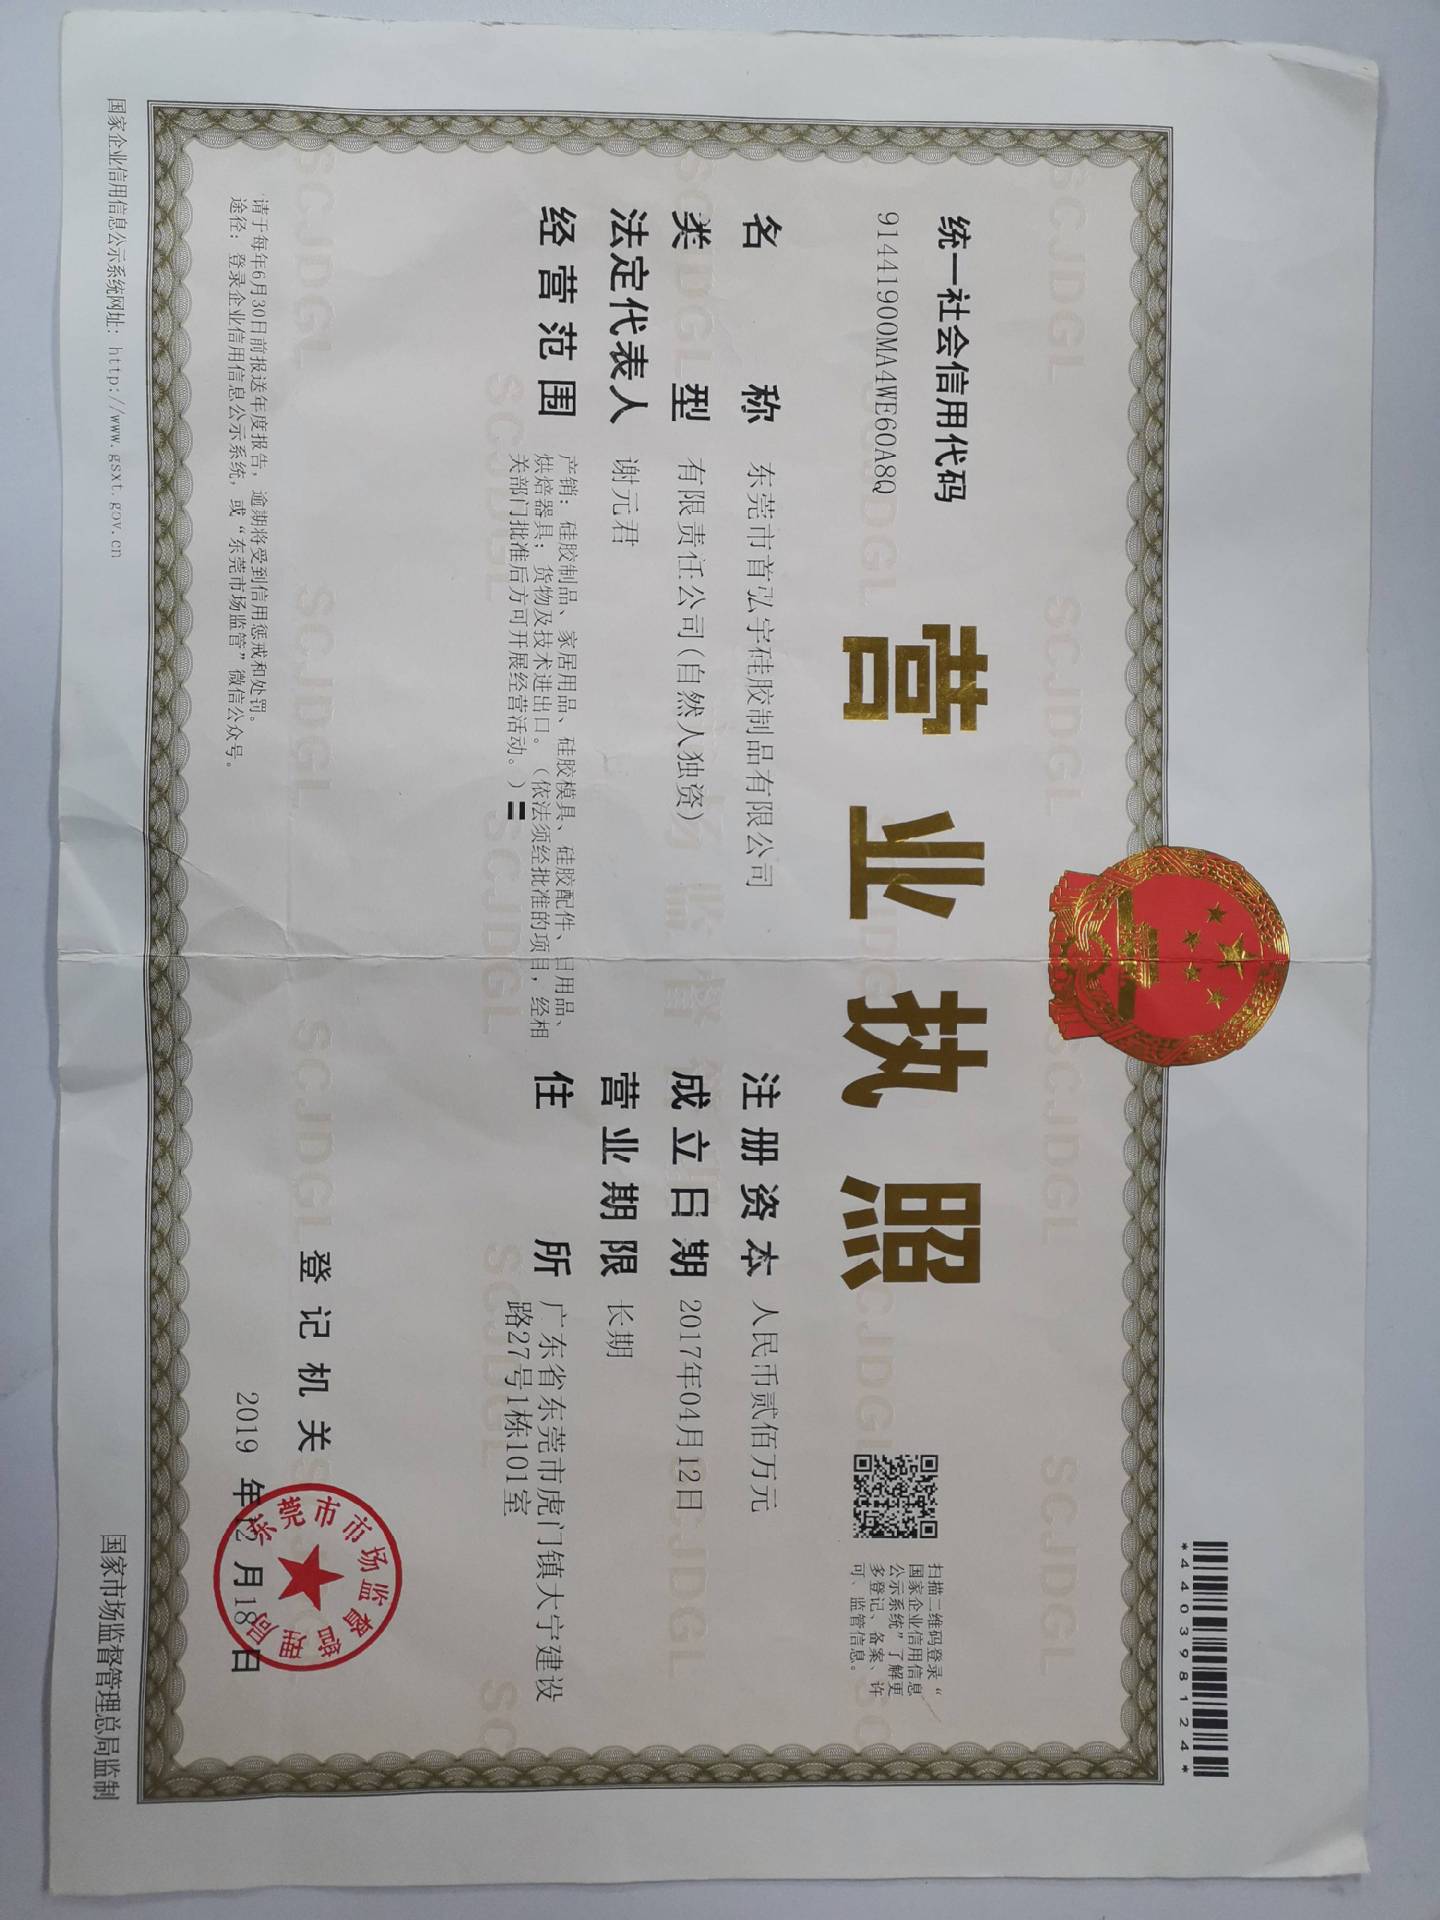 *440398124*
统一社会信用代码
91441900MA4WE60A8Q
营业执照
扫描二维码登录“
国家企业信用信息
公示系统”了解更
多登记、备案、许
可、监管信息。
名称 东莞市首弘宇硅胶制品有限公司
类型 有限责任公司(自然人独资)
法定代表人 谢元君
经营范围 产销：硅胶制品、家居用品、硅胶模具、硅胶配件、日用品、
烘焙器具；货物及技术进出口。（依法须经批准的项目，经相
关部门批准后方可开展经营活动。）
注册资本 人民币贰佰万元
成立日期 2017年04月12日
营业期限 长期
住所 广东省东莞市虎门镇大宁建设
路27号1栋101室
登记机关
东莞市市场监督管理局
2019 年 12 月 18 日
请于每年6月30日前报送年度报告，逾期将受到信用惩戒和处罚。
途径：登录企业信用信息公示系统，或“东莞市场监管”微信公众号。
国家企业信用信息公示系统网址：http://www.gsxt.gov.cn
国家市场监督管理总局监制
SCJDGL